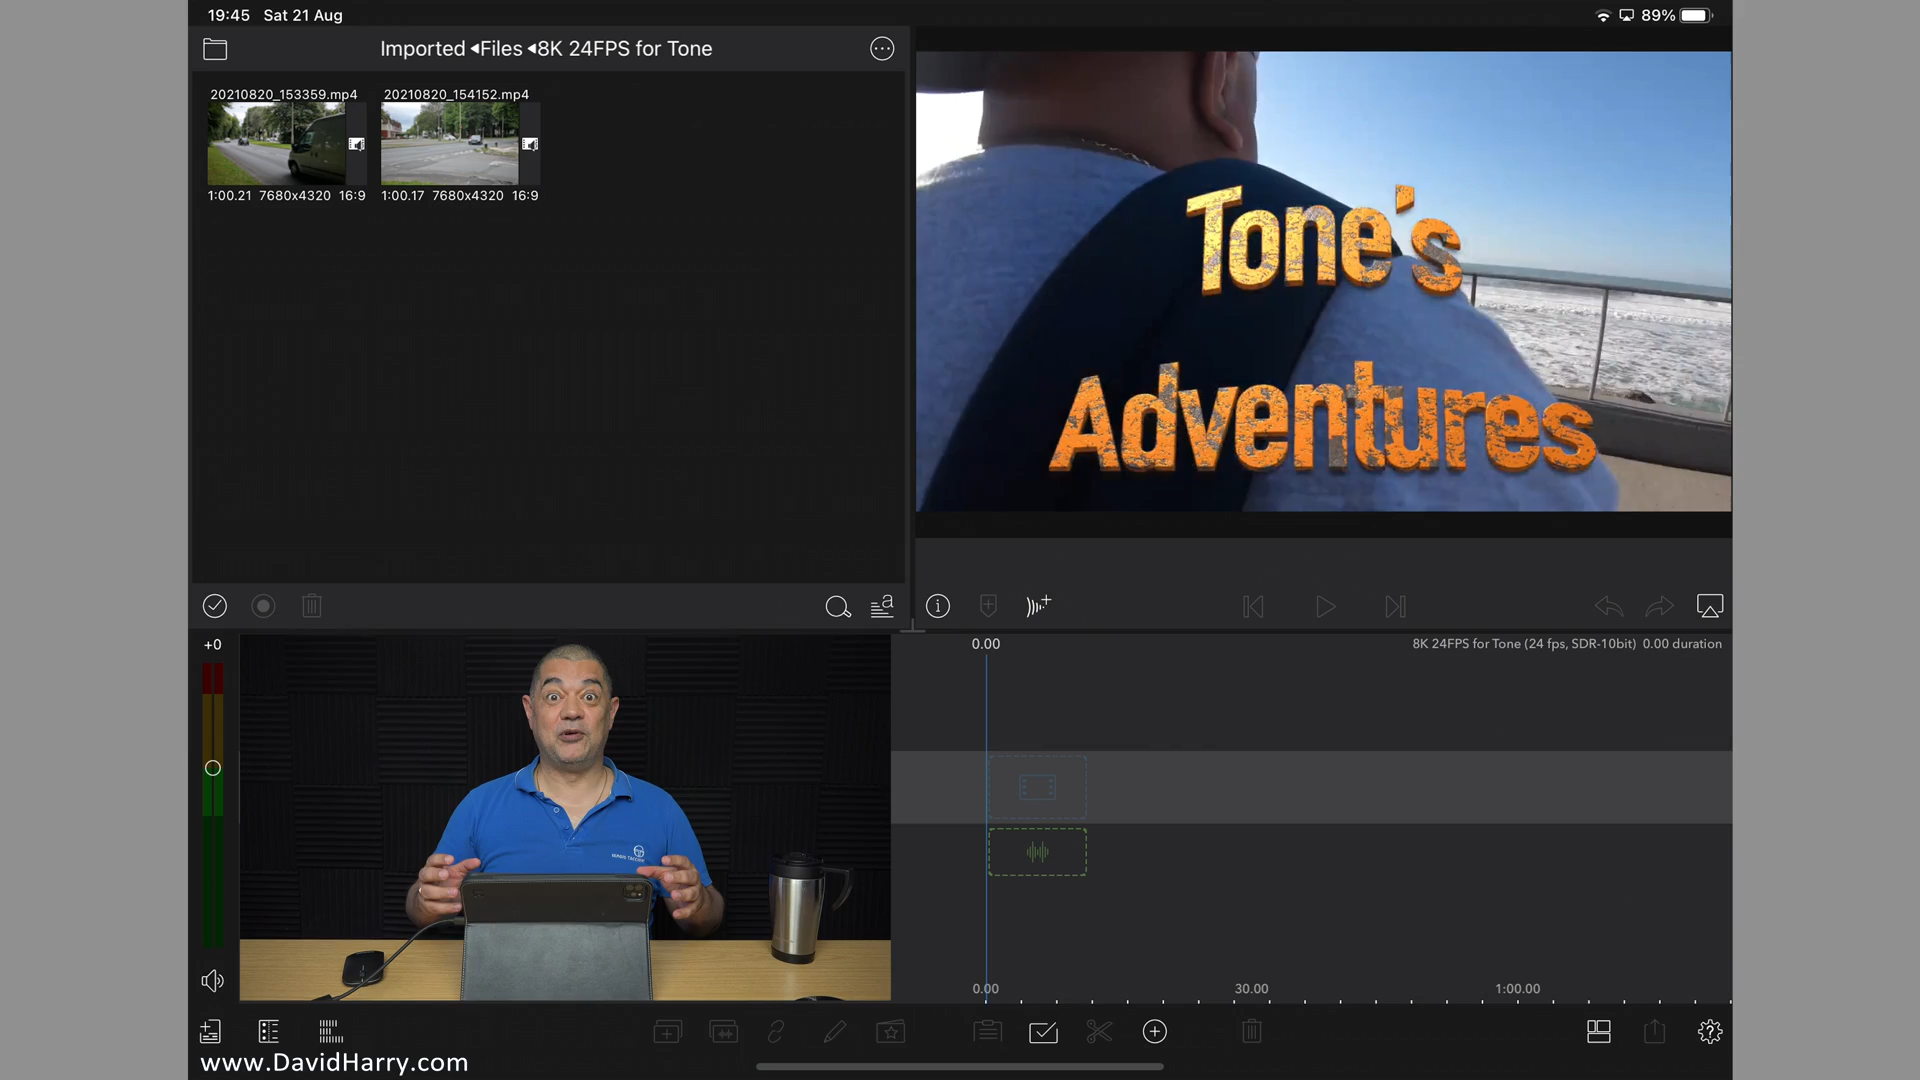 19:45 Sat 21 Aug
89%
Imported ◂Files ◂8K 24FPS for Tone
20210820_153359.mp4
20210820_154152.mp4
1:00.21 7680x4320 16:9
1:00.17 7680x4320 16:9
Tone's
Adventures
+0
0.00
8K 24FPS for Tone (24 fps, SDR-10bit) 0.00 duration
SERGIO TACCHINI
0.00
30.00
1:00.00
www.DavidHarry.com